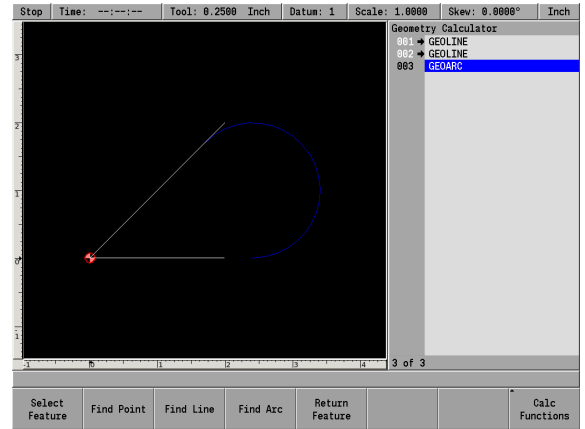 Stop Time: --:--:-- Tool: 0.2500 Inch Datum: 1 Scale: 1.0000 Skew: 0.0000° Inch
Geometry Calculator
001 ➔ GEOLINE
002 ➔ GEOLINE
003 GEOARC
3
2
1
0
-1
-1 0 1 2 3 4
3 of 3
Select Feature
Find Point
Find Line
Find Arc
Return Feature
Calc Functions